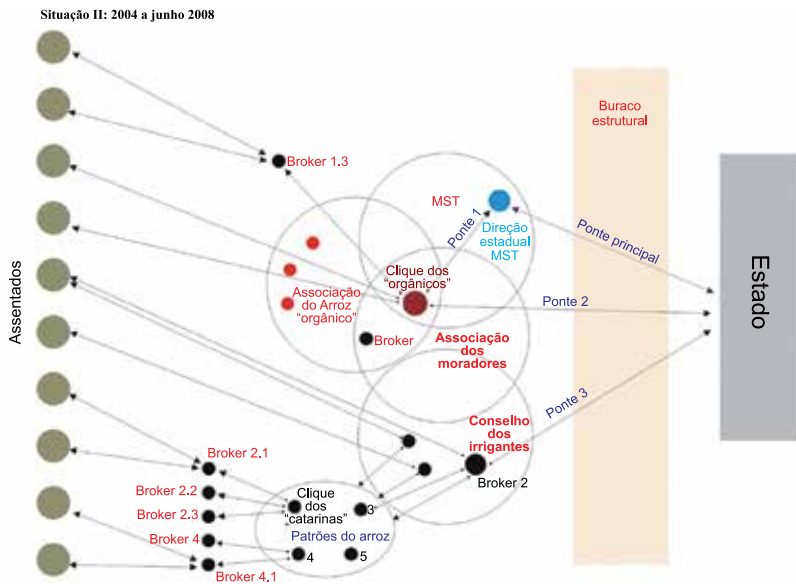 Situação II: 2004 a junho 2008
Buraco
estrutural
Broker 1.3
MST
Ponte 1
Direção
estadual
MST
Ponte principal
Estado
Assentados
Clique dos
"orgânicos"
Associação
do Arroz
"orgânico"
Ponte 2
Broker
Associação
dos
moradores
Ponte 3
Conselho
dos
irrigantes
Broker 2
Broker 2.1
Broker 2.2
Broker 2.3
Broker 4
Broker 4.1
Clique
dos
"catarinas"
3
Patrões do arroz
4
5